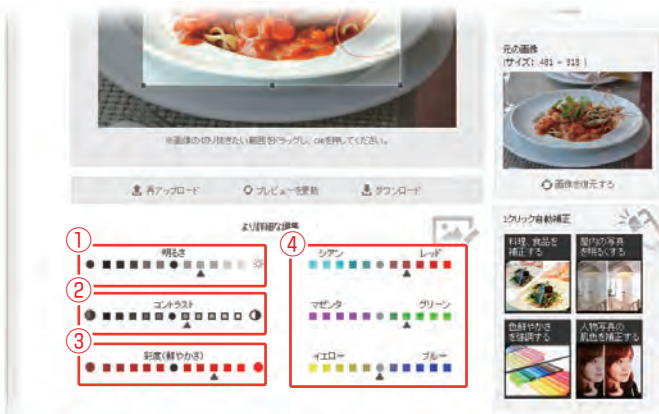 ※画像の切り抜きたい範囲をドラッグし、OKを押してください。
再アップロード
プレビューを更新
ダウンロード
より詳細な編集
①
明るさ
②
コントラスト
③
彩度(鮮やかさ)
④
シアン
レッド
マゼンタ
グリーン
イエロー
ブルー
元の画像
(サイズ: 481 × 318 )
画像を復元する
1クリック自動補正
料理、食品を
補正する
屋内の写真
を明るくする
色鮮やかさ
を強調する
人物写真の
肌色を補正する